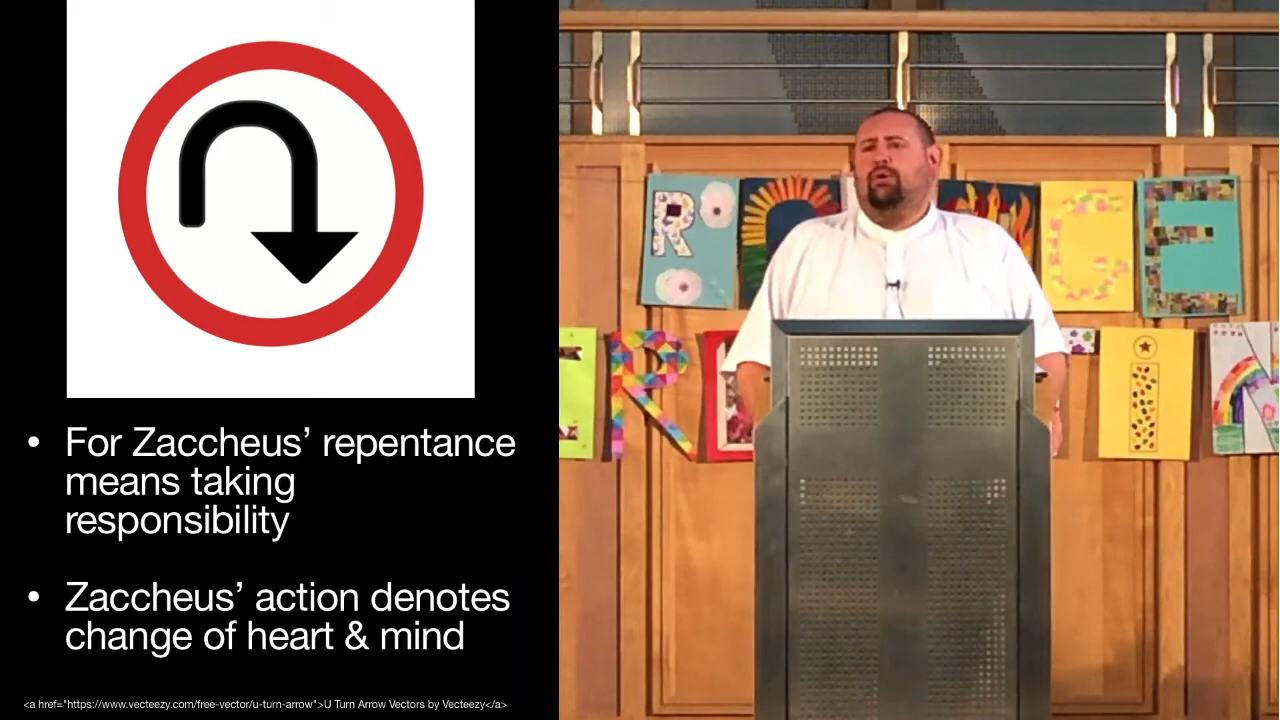 • For Zaccheus’ repentance
means taking
responsibility
• Zaccheus’ action denotes
change of heart & mind
<a href="https://www.vecteezy.com/free-vector/u-turn-arrow">U Turn Arrow Vectors by Vecteezy</a>
R GE
R i